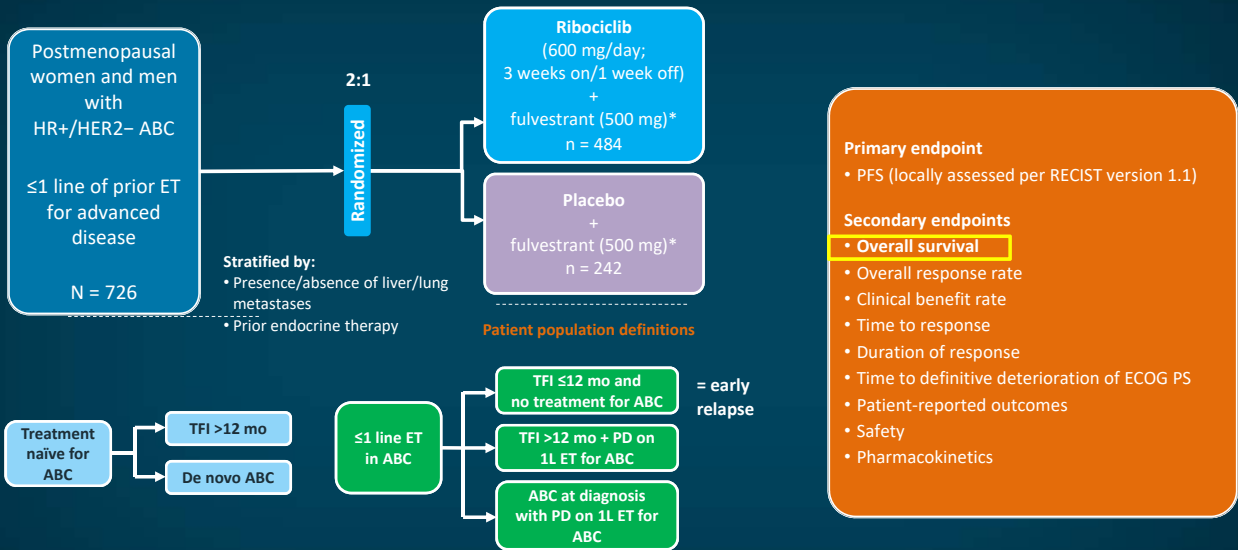 Postmenopausal
women and men
with
HR+/HER2− ABC
≤1 line of prior ET
for advanced
disease
N = 726
2:1
Randomized
Stratified by:
• Presence/absence of liver/lung
metastases
• Prior endocrine therapy
Ribociclib
(600 mg/day;
3 weeks on/1 week off)
+
fulvestrant (500 mg)*
n = 484
Placebo
+
fulvestrant (500 mg)*
n = 242
Patient population definitions
Primary endpoint
• PFS (locally assessed per RECIST version 1.1)
Secondary endpoints
• Overall survival
• Overall response rate
• Clinical benefit rate
• Time to response
• Duration of response
• Time to definitive deterioration of ECOG PS
• Patient-reported outcomes
• Safety
• Pharmacokinetics
Treatment
naïve for
ABC
TFI >12 mo
De novo ABC
≤1 line ET
in ABC
TFI ≤12 mo and
no treatment for ABC
= early
relapse
TFI >12 mo + PD on
1L ET for ABC
ABC at diagnosis
with PD on 1L ET for
ABC